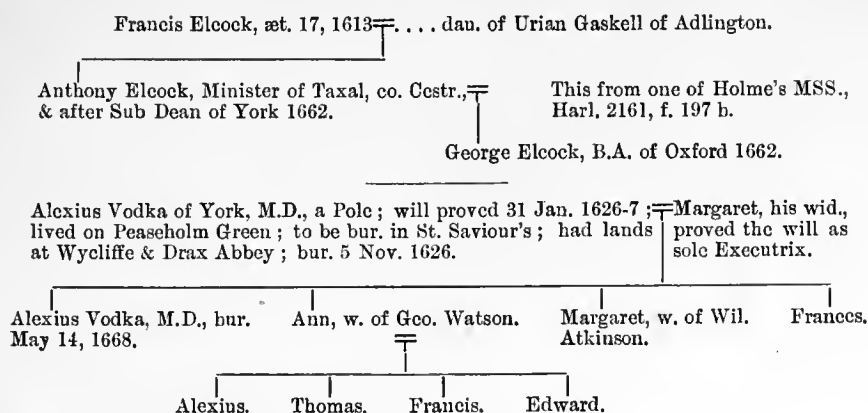 Francis Elcock, æt. 17, 1613 .... dau. of Urian Gaskell of Adlington.
Anthony Elcock, Minister of Taxal, co. Cestr.,
& after Sub Dean of York 1662.
This from one of Holme's MSS.,
Harl. 2161, f. 197 b.
George Elcock, B.A. of Oxford 1662.
Alexius Vodka of York, M.D., a Pole; will proved 31 Jan. 1626-7;
lived on Peaseholm Green; to be bur. in St. Saviour's; had lands
at Wycliffe & Drax Abbey; bur. 5 Nov. 1626.
Margaret, his wid.,
proved the will as
sole Executrix.
Alexius Vodka, M.D., bur.
May 14, 1668.
Ann, w. of Geo. Watson.
Margaret, w. of Wil.
Atkinson.
Frances.
Alexius. Thomas. Francis. Edward.